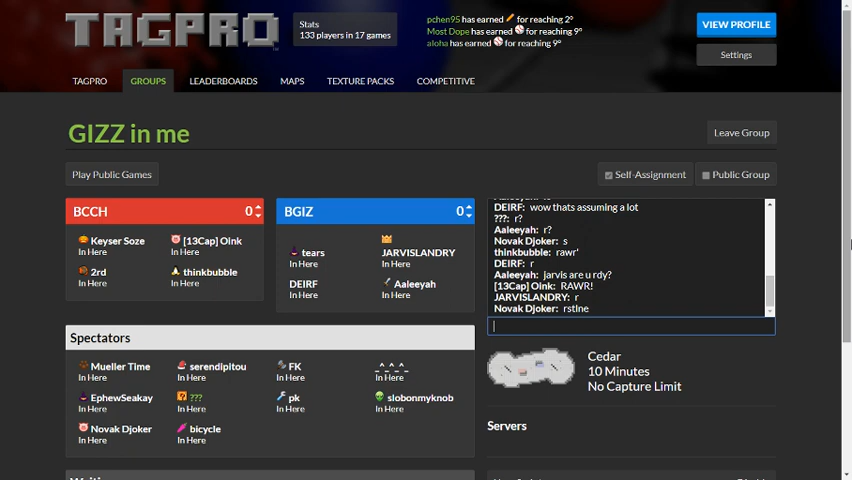 TAGPRO
Stats
133 players in 17 games
pchen95 has earned for reaching 2°
Most Dope has earned for reaching 9°
aloha has earned for reaching 9°
VIEW PROFILE
Settings
TAGPRO GROUPS LEADERBOARDS MAPS TEXTURE PACKS COMPETITIVE
GIZZ in me
Leave Group
Play Public Games
Self-Assignment
Public Group
BCCH 0
Keyser Soze
In Here
[13Cap] Oink
In Here
2rd
In Here
thinkbubble
In Here
BGIZ 0
tears
In Here
JARVISLANDRY
In Here
DEIRF
In Here
Aaleeyah
In Here
Spectators
Mueller Time
In Here
serendipitou
In Here
FK
In Here
_^_^_^_
In Here
EphewSeakay
In Here
???
In Here
pk
In Here
slobonmyknob
In Here
Novak Djoker
In Here
bicycle
In Here
DEIRF: wow thats assuming a lot
???: r?
Aaleeyah: r?
Novak Djoker: s
thinkbubble: rawr'
DEIRF: r
Aaleeyah: Jarvis are u rdy?
[13Cap] Oink: RAWR!
JARVISLANDRY: r
Novak Djoker: rstlne
Cedar
10 Minutes
No Capture Limit
Servers